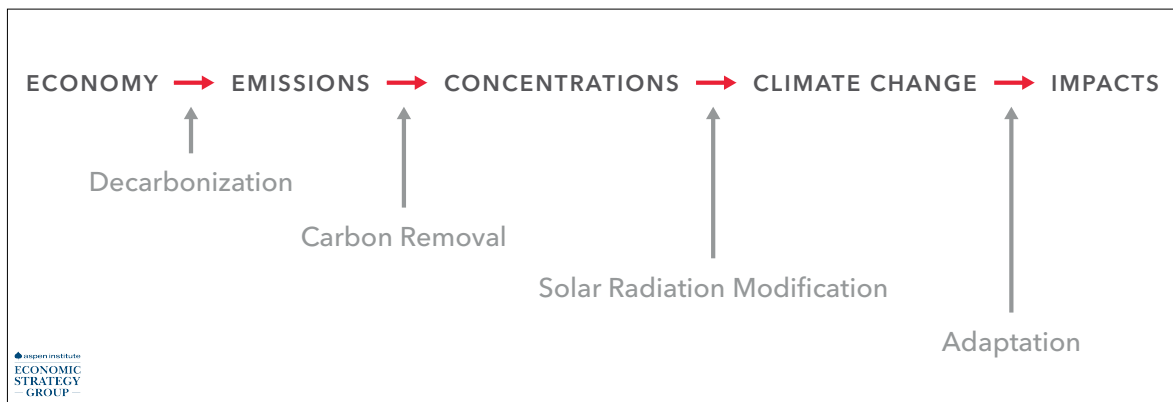 ECONOMY EMISSIONS CONCENTRATIONS CLIMATE CHANGE IMPACTS
Decarbonization
Carbon Removal
Solar Radiation Modification
Adaptation
aspen institute
ECONOMIC
STRATEGY
GROUP